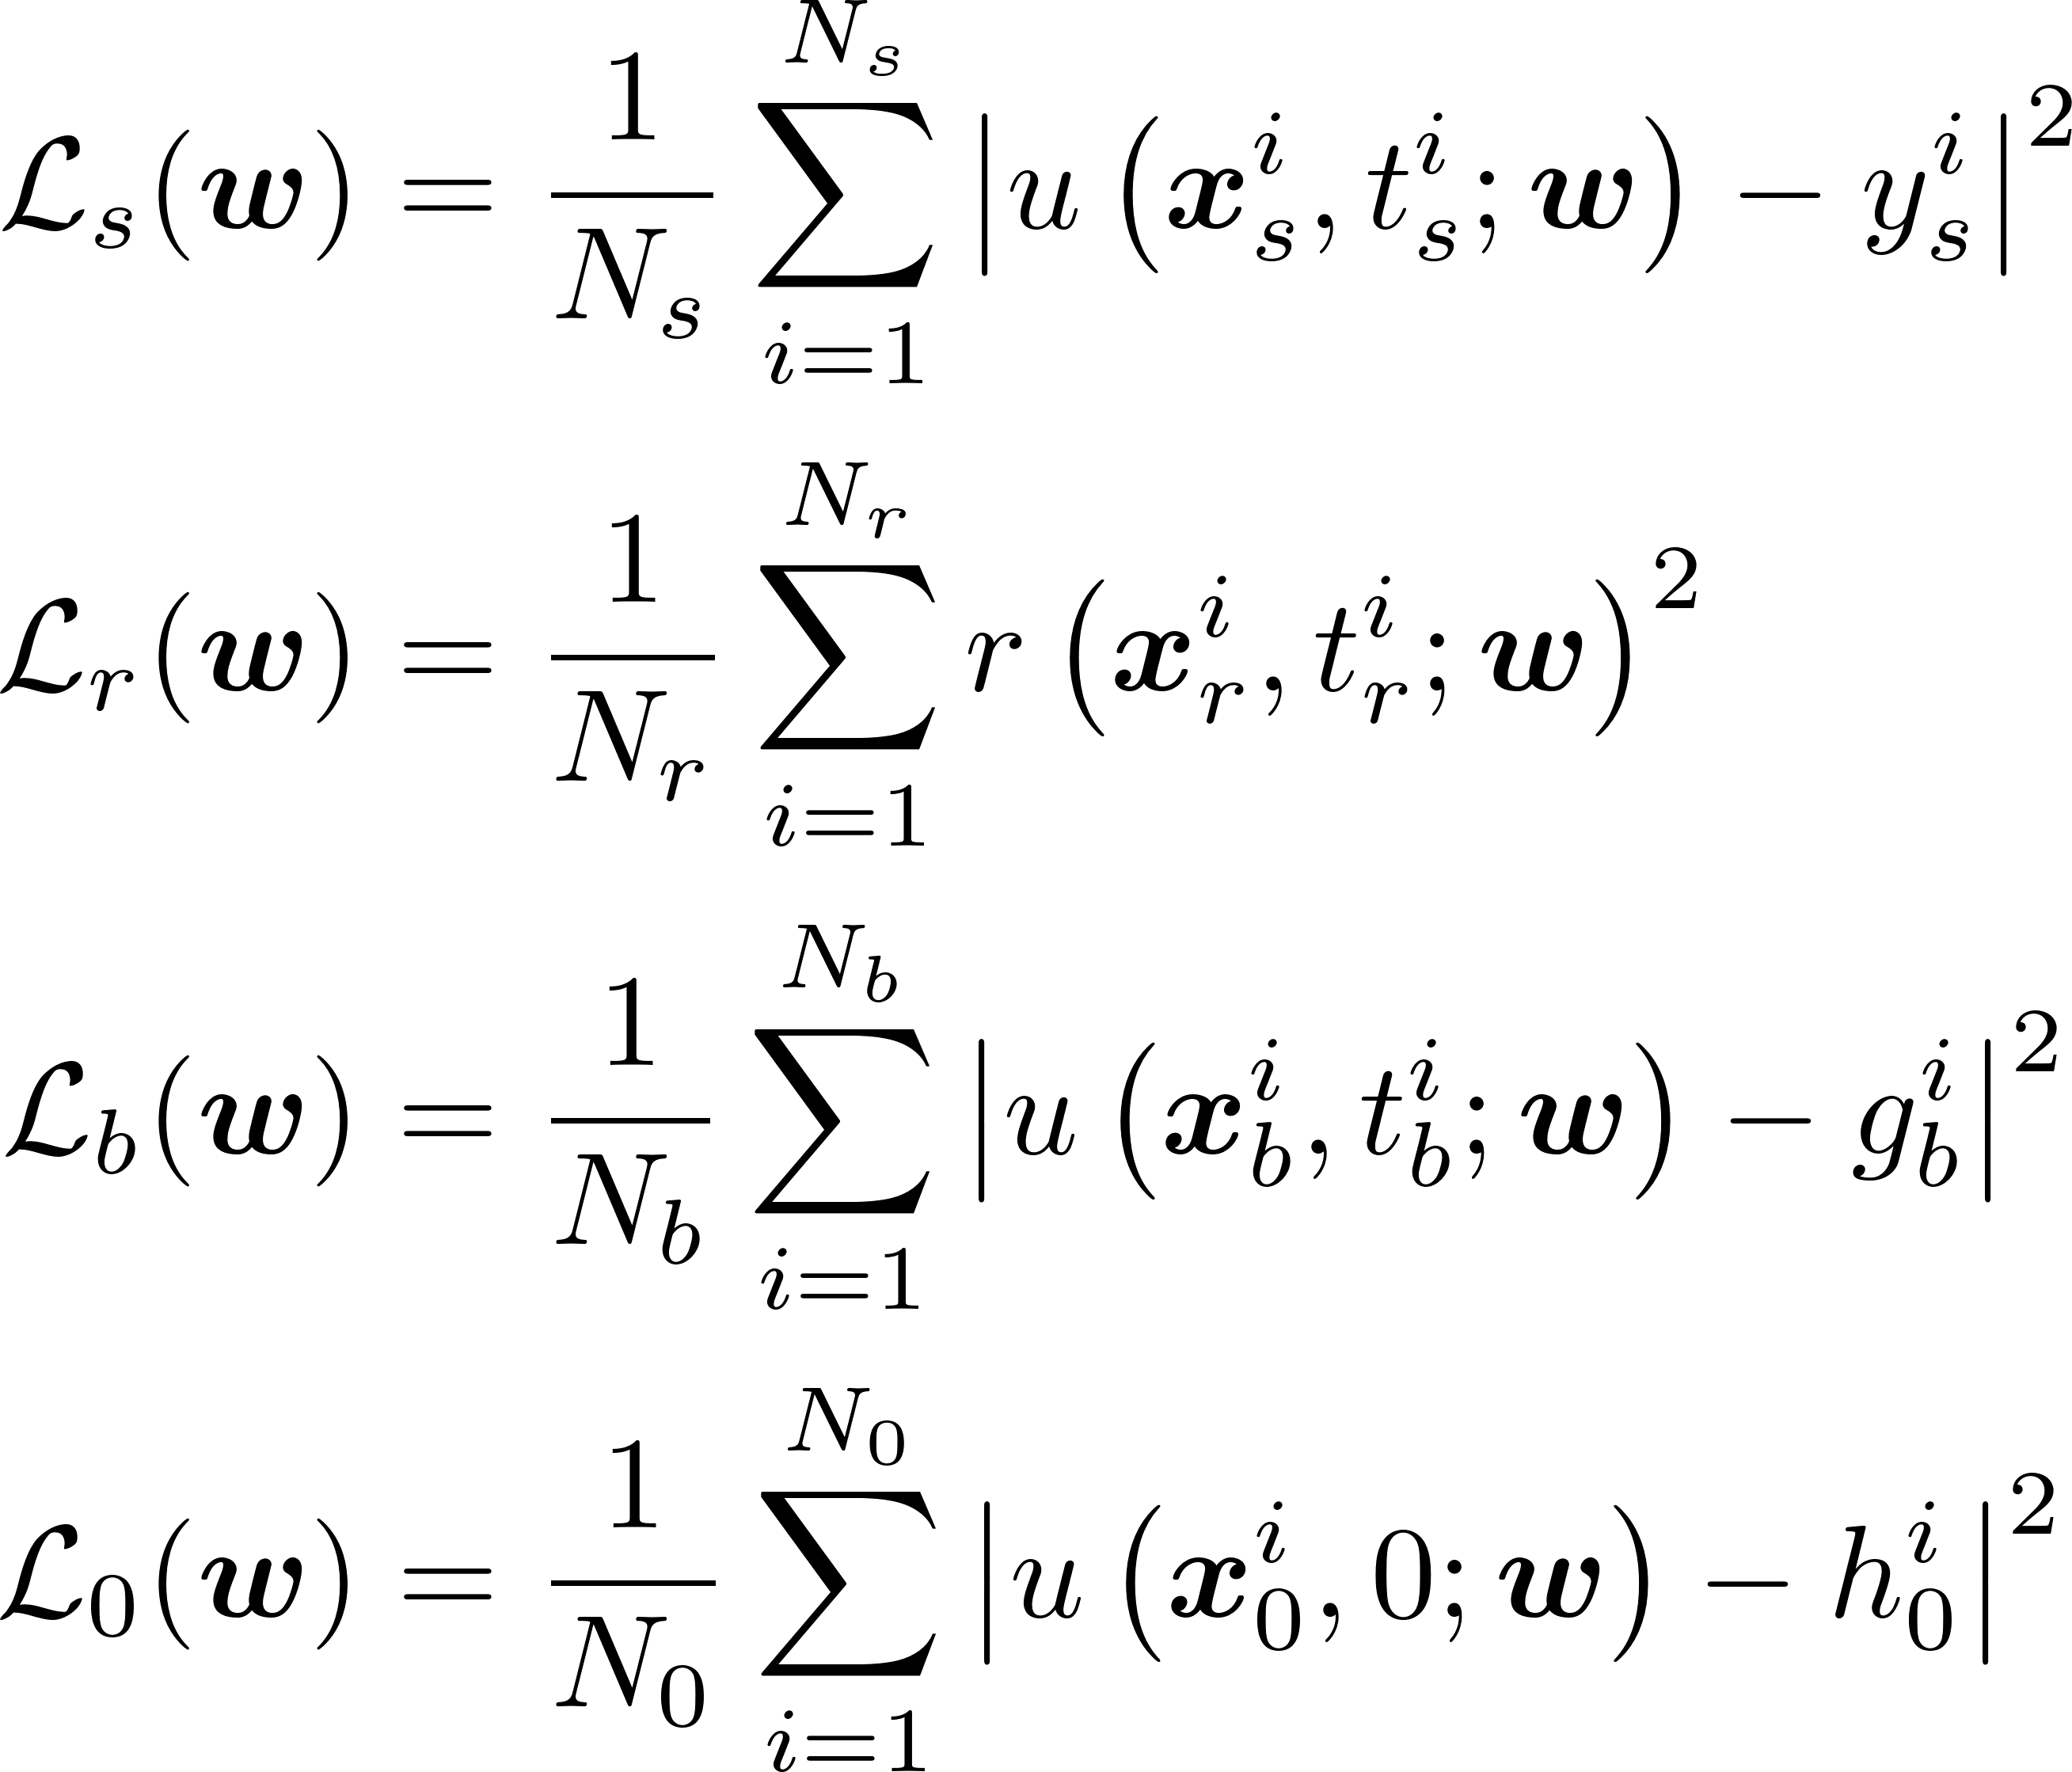 \mathcal{L}_s(\boldsymbol{w}) = \frac{1}{N_s} \sum_{i=1}^{N_s} \left| u\left(\boldsymbol{x}_s^i, t_s^i; \boldsymbol{w}\right) - y_s^i \right|^2
\mathcal{L}_r(\boldsymbol{w}) = \frac{1}{N_r} \sum_{i=1}^{N_r} r\left(\boldsymbol{x}_r^i, t_r^i; \boldsymbol{w}\right)^2
\mathcal{L}_b(\boldsymbol{w}) = \frac{1}{N_b} \sum_{i=1}^{N_b} \left| u\left(\boldsymbol{x}_b^i, t_b^i; \boldsymbol{w}\right) - g_b^i \right|^2
\mathcal{L}_0(\boldsymbol{w}) = \frac{1}{N_0} \sum_{i=1}^{N_0} \left| u\left(\boldsymbol{x}_0^i, 0; \boldsymbol{w}\right) - h_0^i \right|^2